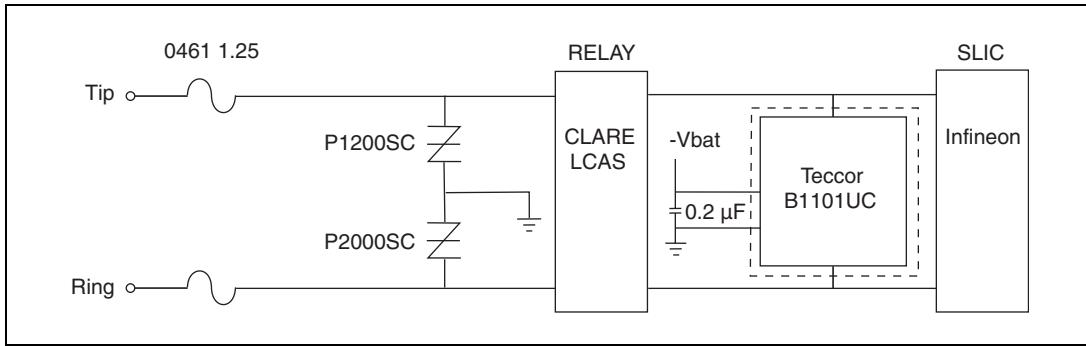 0461 1.25
RELAY
SLIC
Tip
P1200SC
CLARE
LCAS
-Vbat
Teccor
B1101UC
Infineon
0.2 µF
P2000SC
Ring